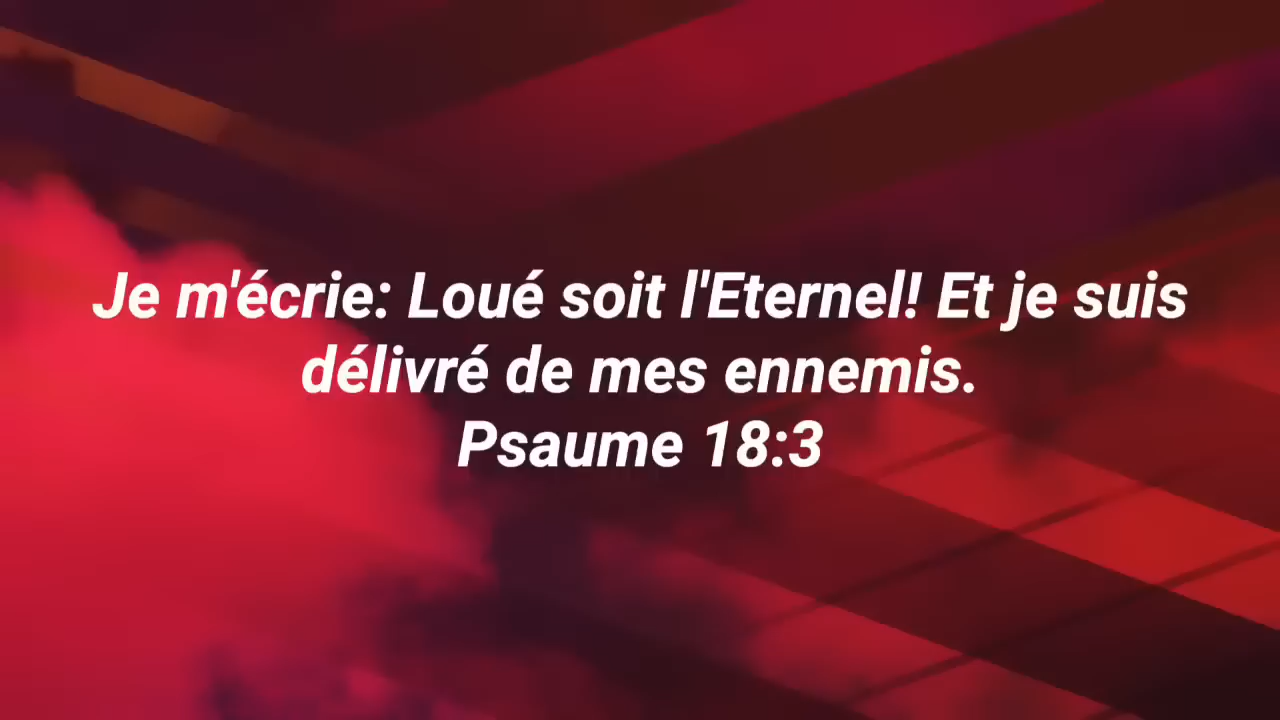 Je m'écrie: Loué soit l'Eternel! Et je suis
délivré de mes ennemis.
Psaume 18:3